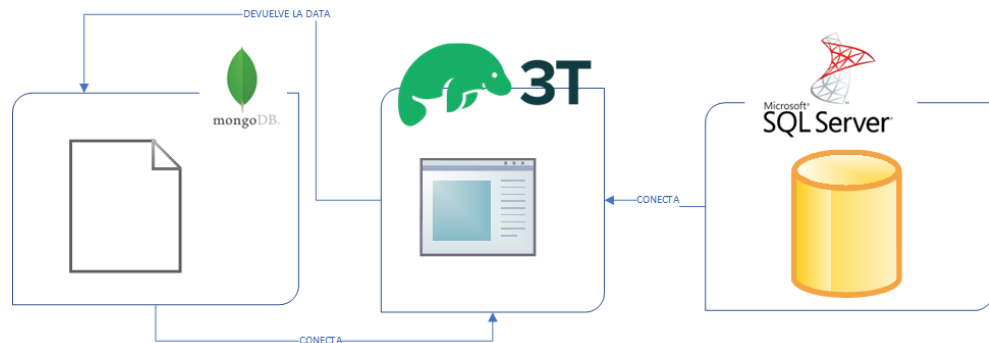 DEVUELVE LA DATA
mongoDB.
3T
Microsoft®
SQL Server®
CONECTA
CONECTA